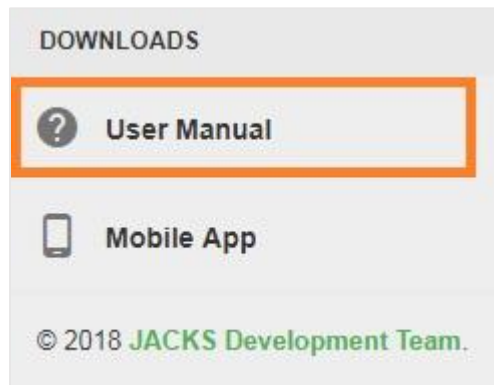 DOWNLOADS
User Manual
Mobile App
© 2018 JACKS Development Team.